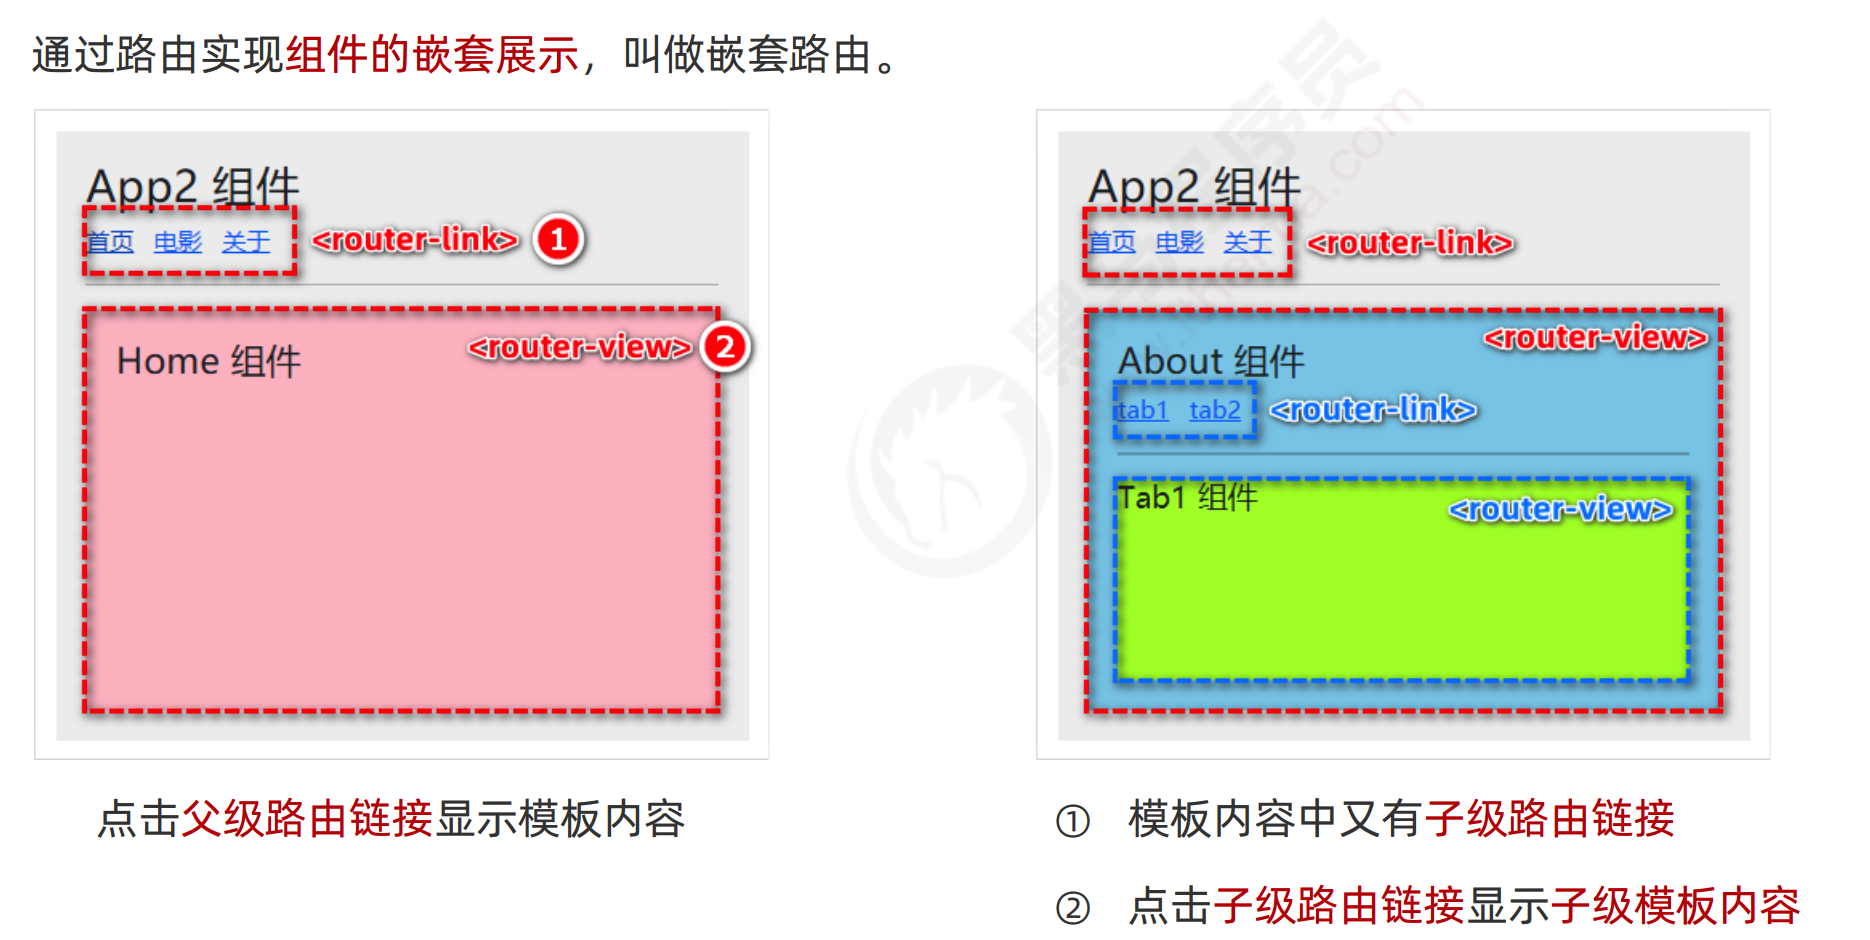 通过路由实现组件的嵌套展示，叫做嵌套路由。
App2 组件
首页 电影 关于 <router-link> 1
Home 组件 <router-view> 2
点击父级路由链接显示模板内容
App2 组件
首页 电影 关于 <router-link>
<router-view>
About 组件
tab1 tab2 <router-link>
Tab1 组件 <router-view>
① 模板内容中又有子级路由链接
② 点击子级路由链接显示子级模板内容